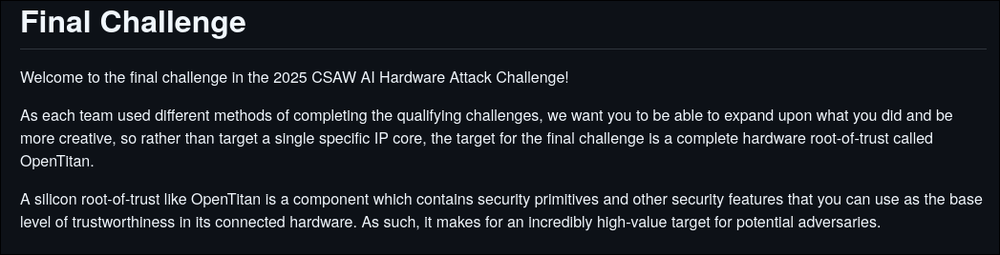 Final Challenge
Welcome to the final challenge in the 2025 CSAW AI Hardware Attack Challenge!
As each team used different methods of completing the qualifying challenges, we want you to be able to expand upon what you did and be
more creative, so rather than target a single specific IP core, the target for the final challenge is a complete hardware root-of-trust called
OpenTitan.
A silicon root-of-trust like OpenTitan is a component which contains security primitives and other security features that you can use as the base
level of trustworthiness in its connected hardware. As such, it makes for an incredibly high-value target for potential adversaries.